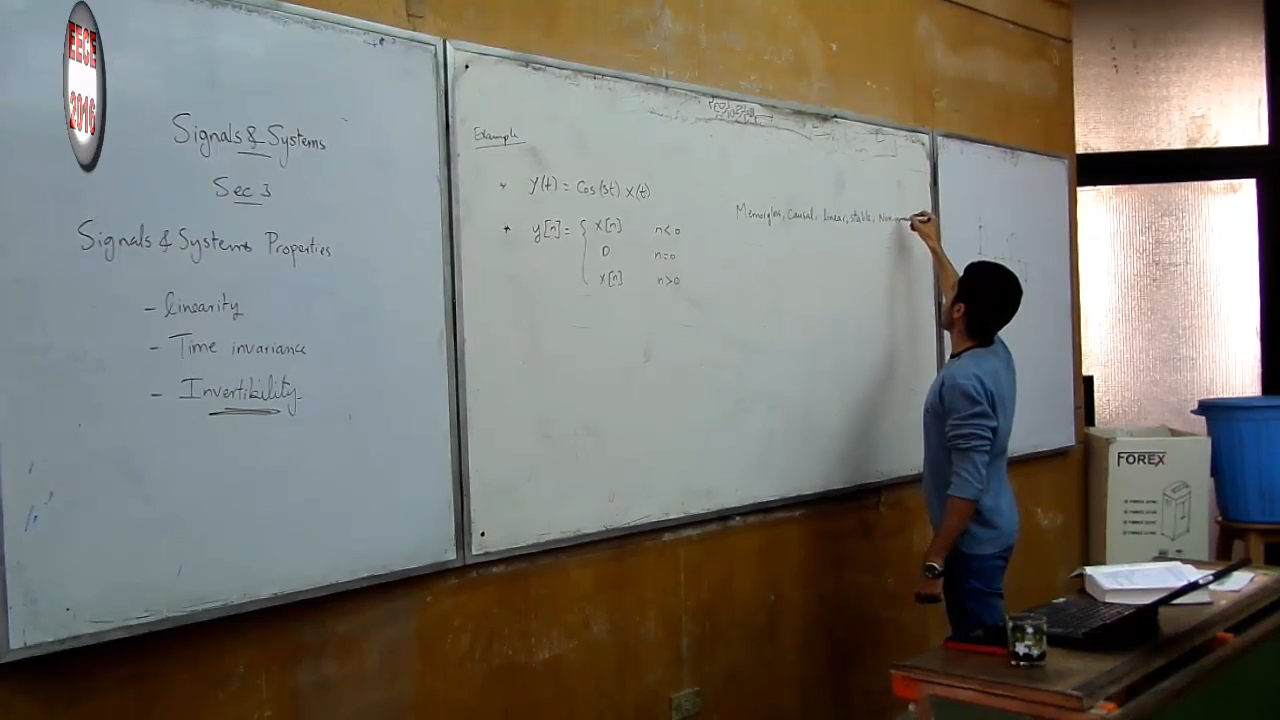 EECE
2016
Signals & Systems
Sec 3
Signals & Systems Properties
- linearity
- Time invariance
- Invertibility
Example
* y(t) = Cos(3t) x(t)
* y[n] = { x[n] n<0
0 n=0
x[n] n>0
Memoryless, Causal, linear, stable, Non
FOREX